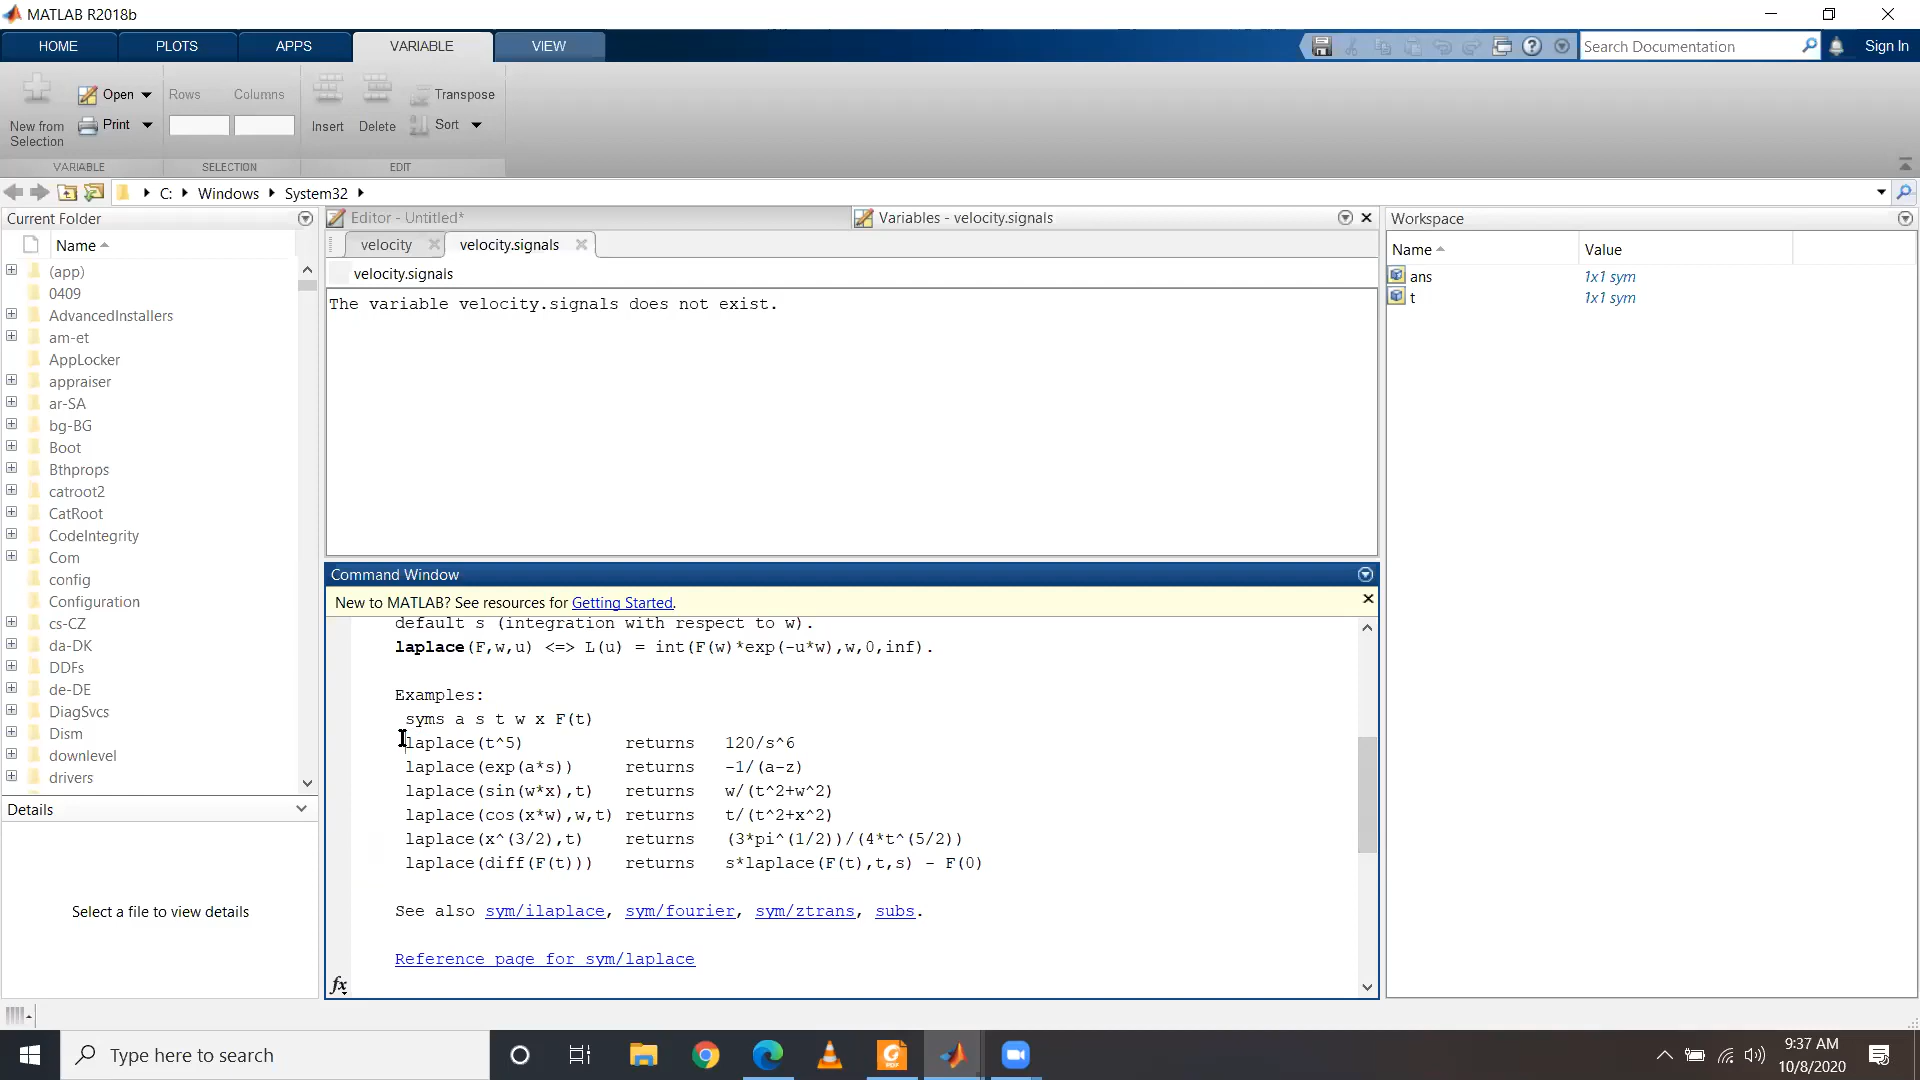 MATLAB R2018b
HOME
PLOTS
APPS
VARIABLE
VIEW
Search Documentation
Sign In
New from
Selection
Open
Print
Rows
Columns
Insert
Delete
Transpose
Sort
VARIABLE
SELECTION
EDIT
C:
Windows
System32
Current Folder
Name
(app)
0409
AdvancedInstallers
am-et
AppLocker
appraiser
ar-SA
bg-BG
Boot
Bthprops
catroot2
CatRoot
CodeIntegrity
Com
config
Configuration
cs-CZ
da-DK
DDFs
de-DE
DiagSvcs
Dism
downlevel
drivers
Details
Select a file to view details
Editor - Untitled*
Variables - velocity.signals
velocity
velocity.signals
velocity.signals
The variable velocity.signals does not exist.
Command Window
New to MATLAB? See resources for Getting Started.
default s (integration with respect to w).
laplace(F,w,u) <=> L(u) = int(F(w)*exp(-u*w),w,0,inf).
Examples:
syms a s t w x F(t)
laplace(t^5) returns 120/s^6
laplace(exp(a*s)) returns -1/(a-z)
laplace(sin(w*x),t) returns w/(t^2+w^2)
laplace(cos(x*w),w,t) returns t/(t^2+x^2)
laplace(x^(3/2),t) returns (3*pi^(1/2))/(4*t^(5/2))
laplace(diff(F(t))) returns s*laplace(F(t),t,s) - F(0)
See also sym/ilaplace, sym/fourier, sym/ztrans, subs.
Reference page for sym/laplace
fx
Workspace
Name Value
ans 1x1 sym
t 1x1 sym
Type here to search
9:37 AM
10/8/2020